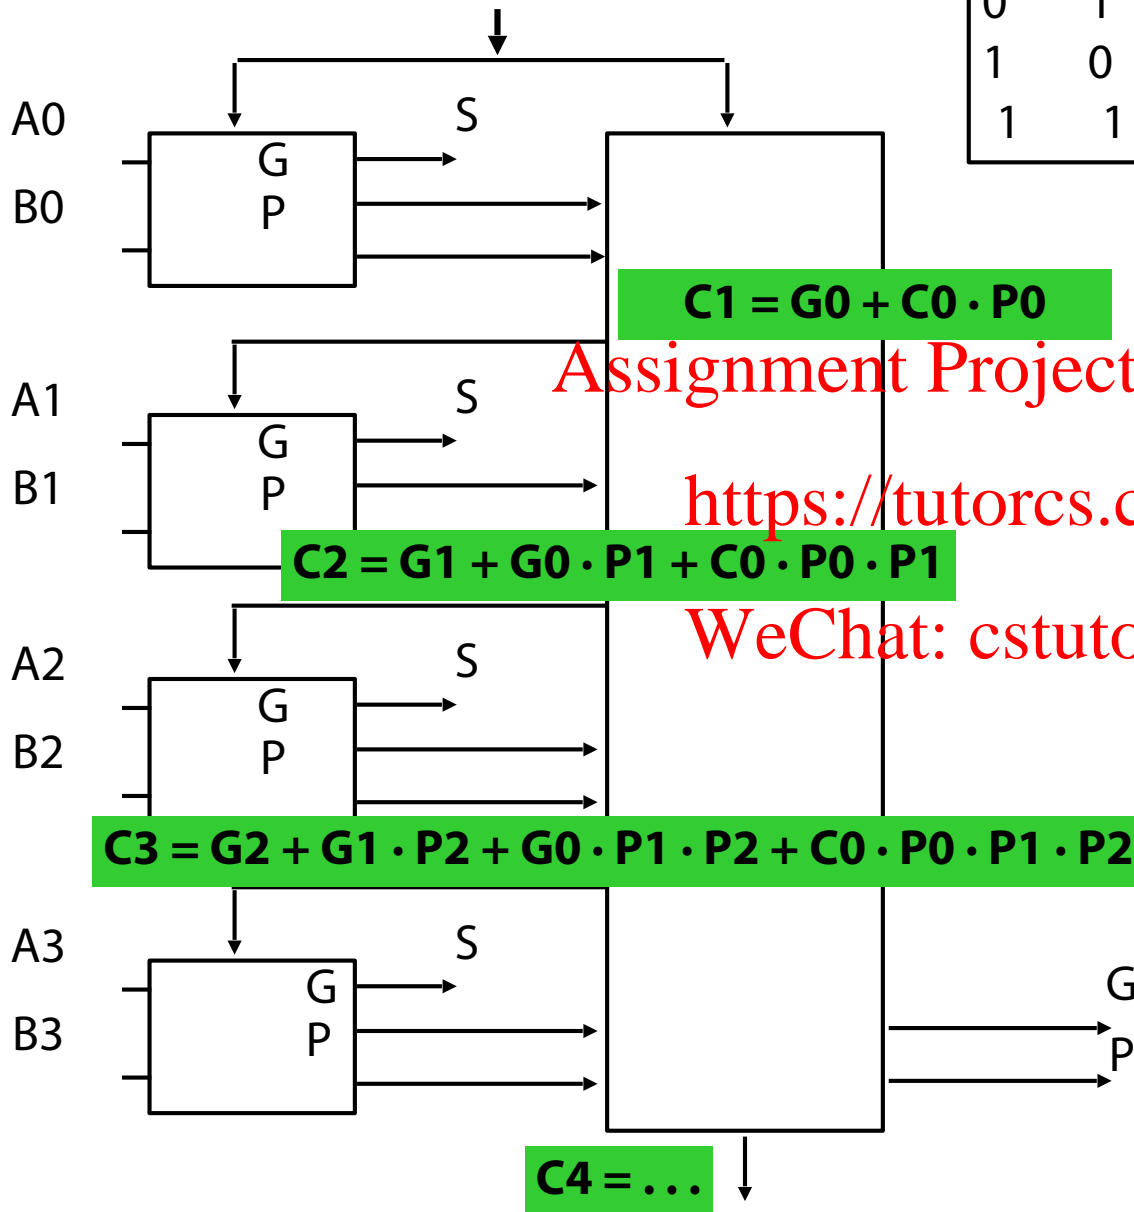 0 1
1 0
1 1
A0
S
G
B0
P
C1 = G0 + C0 · P0
Assignment Project
A1
S
G
B1
P
https://tutorcs.c
C2 = G1 + G0 · P1 + C0 · P0 · P1
WeChat: cstuto
A2
S
G
B2
P
C3 = G2 + G1 · P2 + G0 · P1 · P2 + C0 · P0 · P1 · P2
A3
S
G
G
B3
P
P
C4 = . . .